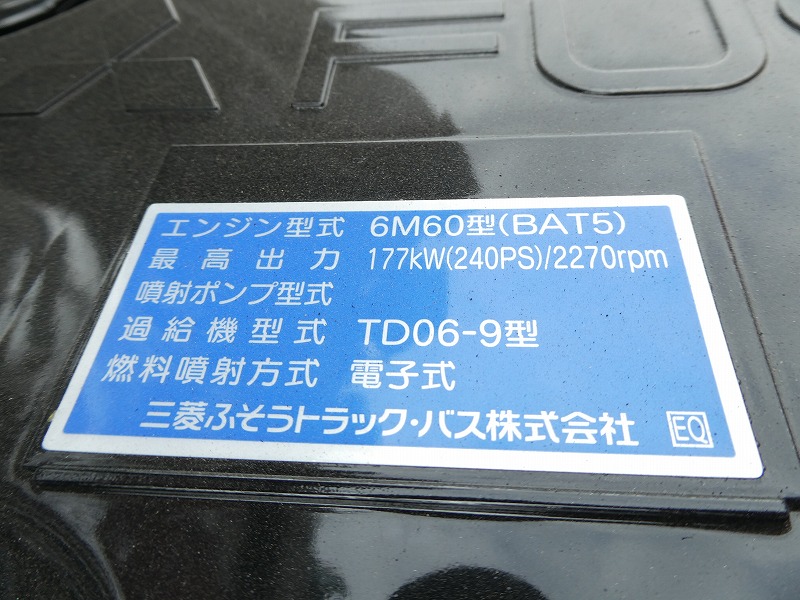 FUS
エンジン型式 6M60型(BAT5)
最高出力 177kW(240PS)/2270rpm
噴射ポンプ型式
過給機型式 TD06-9型
燃料噴射方式 電子式
三菱ふそうトラック・バス株式会社 EQ